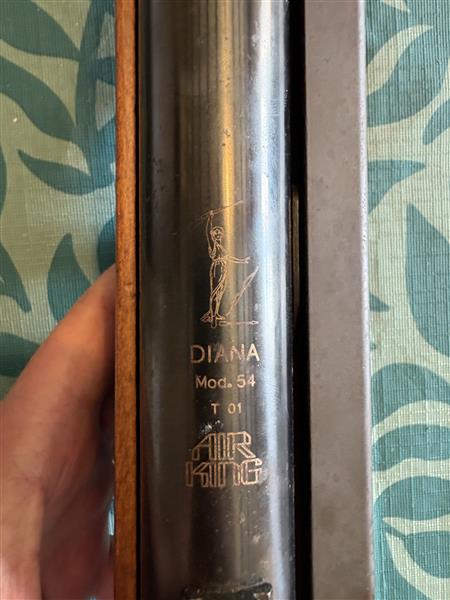 DIANA
Mod. 54
T 01
AIR
KING